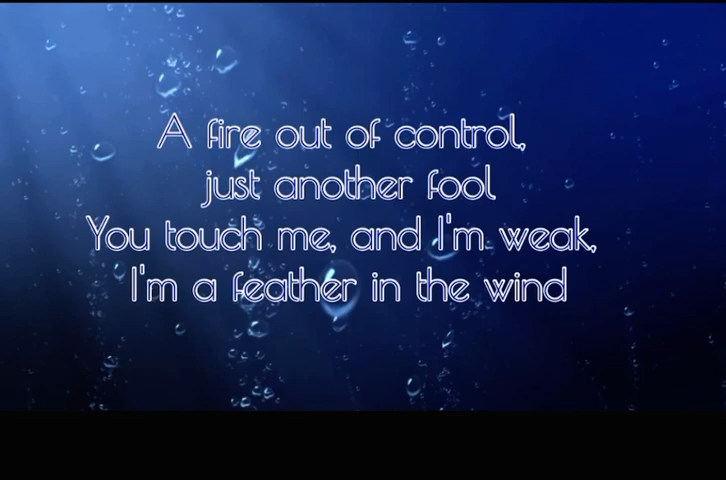 A fire out of control,
just another fool
You touch me, and I'm weak,
I'm a feather in the wind